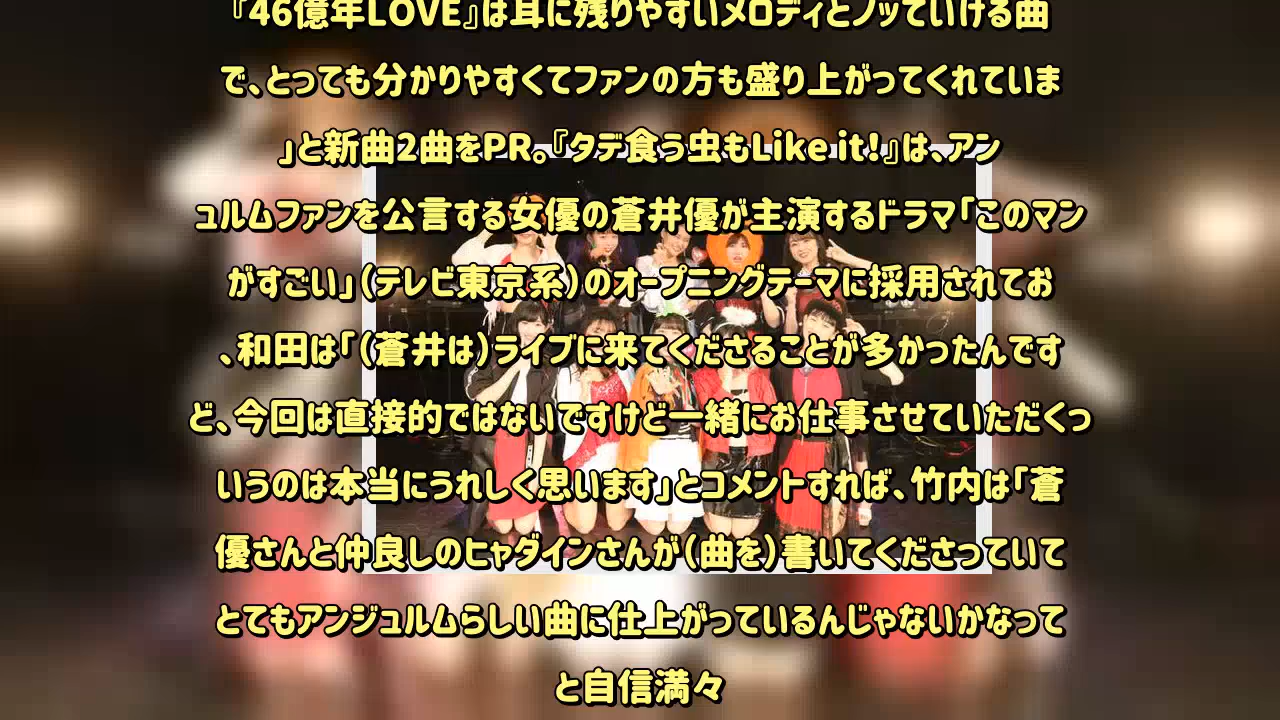 『46億年LOVE』は耳に残りやすいメロディとノッていける曲
で、とっても分かりやすくてファンの方も盛り上がってくれていま
」と新曲2曲をPR。『タデ食う虫もLike it!』は、アン
ュルムファンを公言する女優の蒼井優が主演するドラマ「このマン
がすごい」（テレビ東京系）のオープニングテーマに採用されてお
、和田は「（蒼井は）ライブに来てくださることが多かったんです
ど、今回は直接的ではないですけど一緒にお仕事させていただくっ
いうのは本当にうれしく思います」とコメントすれば、竹内は「蒼
優さんと仲良しのヒャダインさんが（曲を）書いてくださっていて
とてもアンジュルムらしい曲に仕上がっているんじゃないかなって
と自信満々